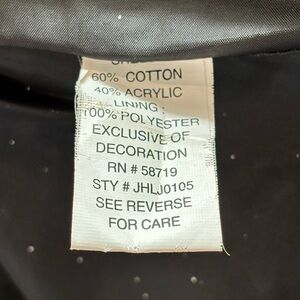 60% COTTON
40% ACRYLIC
LINING :
100% POLYESTER
EXCLUSIVE OF
DECORATION
RN # 58719
STY # JHLJ0105
SEE REVERSE
FOR CARE